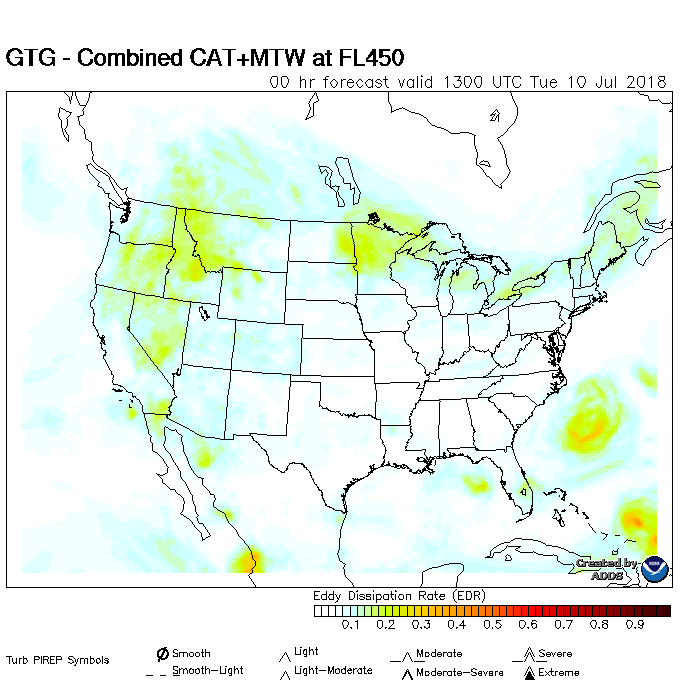 GTG - Combined CAT+MTW at FL450
00 hr forecast valid 1300 UTC Tue 10 Jul 2018
Created by
ADDS
Eddy Dissipation Rate (EDR)
0.1 0.2 0.3 0.4 0.5 0.6 0.7 0.8 0.9
Turb PIREP Symbols
Smooth Light Moderate Severe
Smooth-Light Light-Moderate Moderate-Severe Extreme